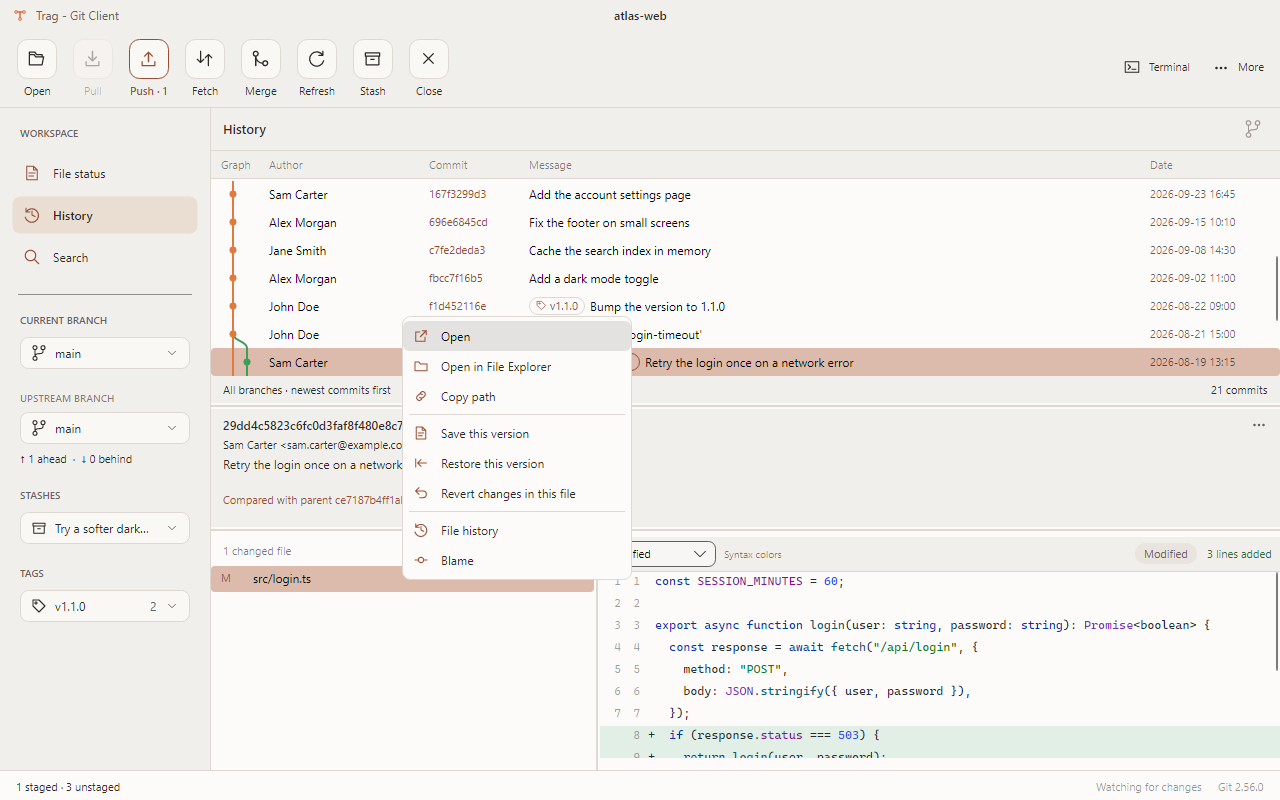 Trag - Git Client
atlas-web
Open
Pull
Push · 1
Fetch
Merge
Refresh
Stash
Close
Terminal
More
WORKSPACE
File status
History
Search
CURRENT BRANCH
main
UPSTREAM BRANCH
main
↑ 1 ahead · ↓ 0 behind
STASHES
Try a softer dark...
TAGS
v1.1.0 2
History
Graph Author Commit Message Date
Sam Carter 167f3299d3 Add the account settings page 2026-09-23 16:45
Alex Morgan 696e6845cd Fix the footer on small screens 2026-09-15 10:10
Jane Smith c7fe2deda3 Cache the search index in memory 2026-09-08 14:30
Alex Morgan fbcc7f16b5 Add a dark mode toggle 2026-09-02 11:00
John Doe f1d452116e v1.1.0 Bump the version to 1.1.0 2026-08-22 09:00
John Doe ogin-timeout' 2026-08-21 15:00
Sam Carter Retry the login once on a network error 2026-08-19 13:15
All branches · newest commits first 21 commits
29dd4c5823c6fc0d3faf8f480e8c7
Sam Carter <sam.carter@example.co
Retry the login once on a network
Compared with parent ce7187b4ff1a
Open
Open in File Explorer
Copy path
Save this version
Restore this version
Revert changes in this file
File history
Blame
1 changed file
M src/login.ts
fied Syntax colors Modified 3 lines added
1 1 const SESSION_MINUTES = 60;
2 2
3 3 export async function login(user: string, password: string): Promise<boolean> {
4 4 const response = await fetch("/api/login", {
5 5 method: "POST",
6 6 body: JSON.stringify({ user, password }),
7 7 });
8 + if (response.status === 503) {
9 + return login(user, password);
1 staged · 3 unstaged
Watching for changes Git 2.56.0